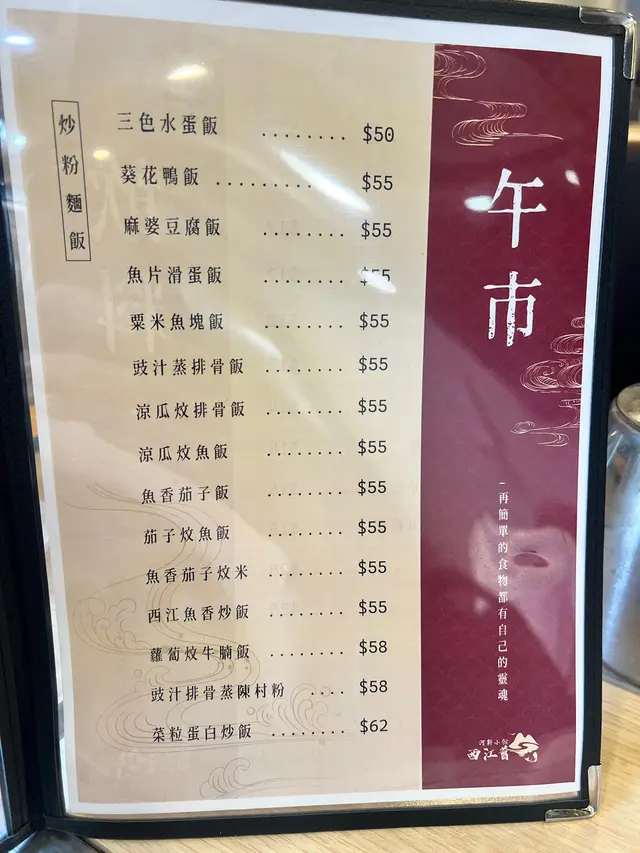 炒粉麵飯
三色水蛋飯 ........ $50
葵花鴨飯 ............ $55
麻婆豆腐飯 ........ $55
魚片滑蛋飯 ........ $55
粟米魚塊飯 ........ $55
豉汁蒸排骨飯 ........ $55
涼瓜炆排骨飯 ........ $55
涼瓜炆魚飯 ........ $55
魚香茄子飯 ........ $55
茄子炆魚飯 ........ $55
魚香茄子炆米 ........ $55
西江魚香炒飯 ........ $55
蘿蔔炆牛腩飯 ........ $58
豉汁排骨蒸陳村粉 .... $58
菜粒蛋白炒飯 ........ $62
午市
–再簡單的食物都有自己的靈魂